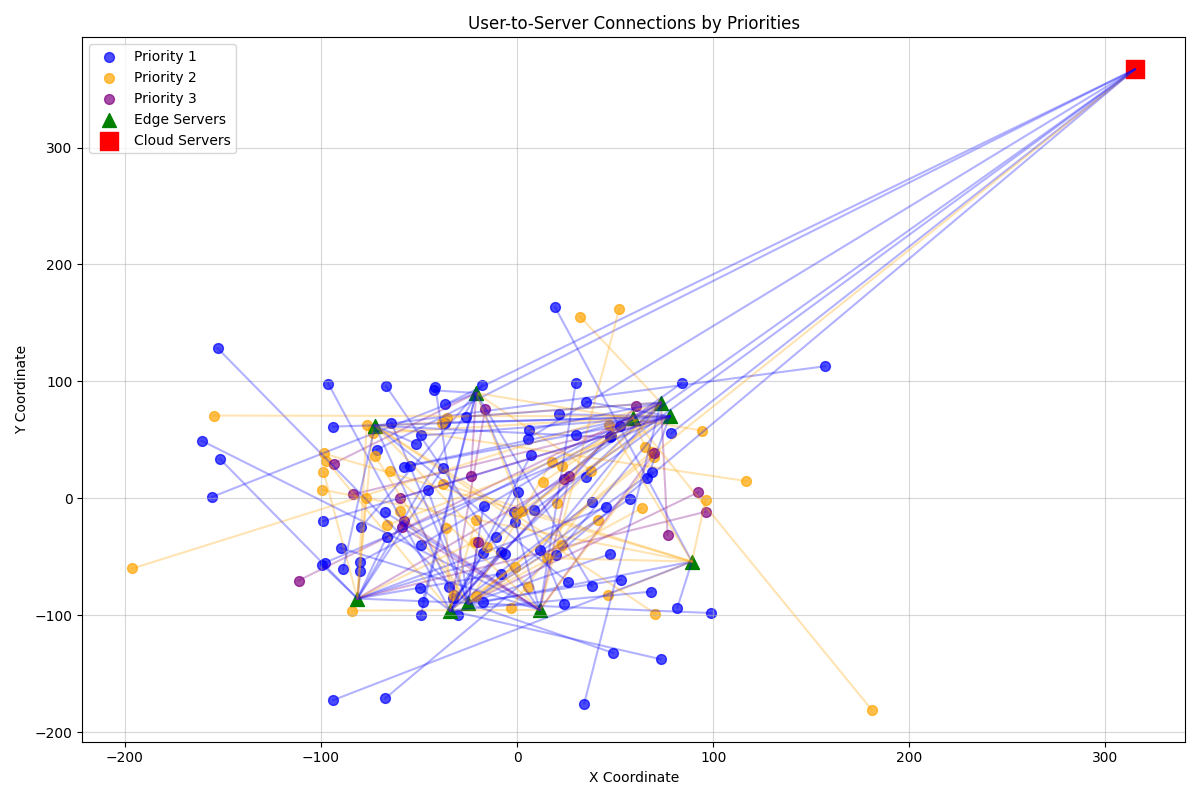 User-to-Server Connections by Priorities
Priority 1
Priority 2
Priority 3
Edge Servers
Cloud Servers
Y Coordinate
300
200
100
0
−100
−200
−200
−100
0
100
200
300
X Coordinate